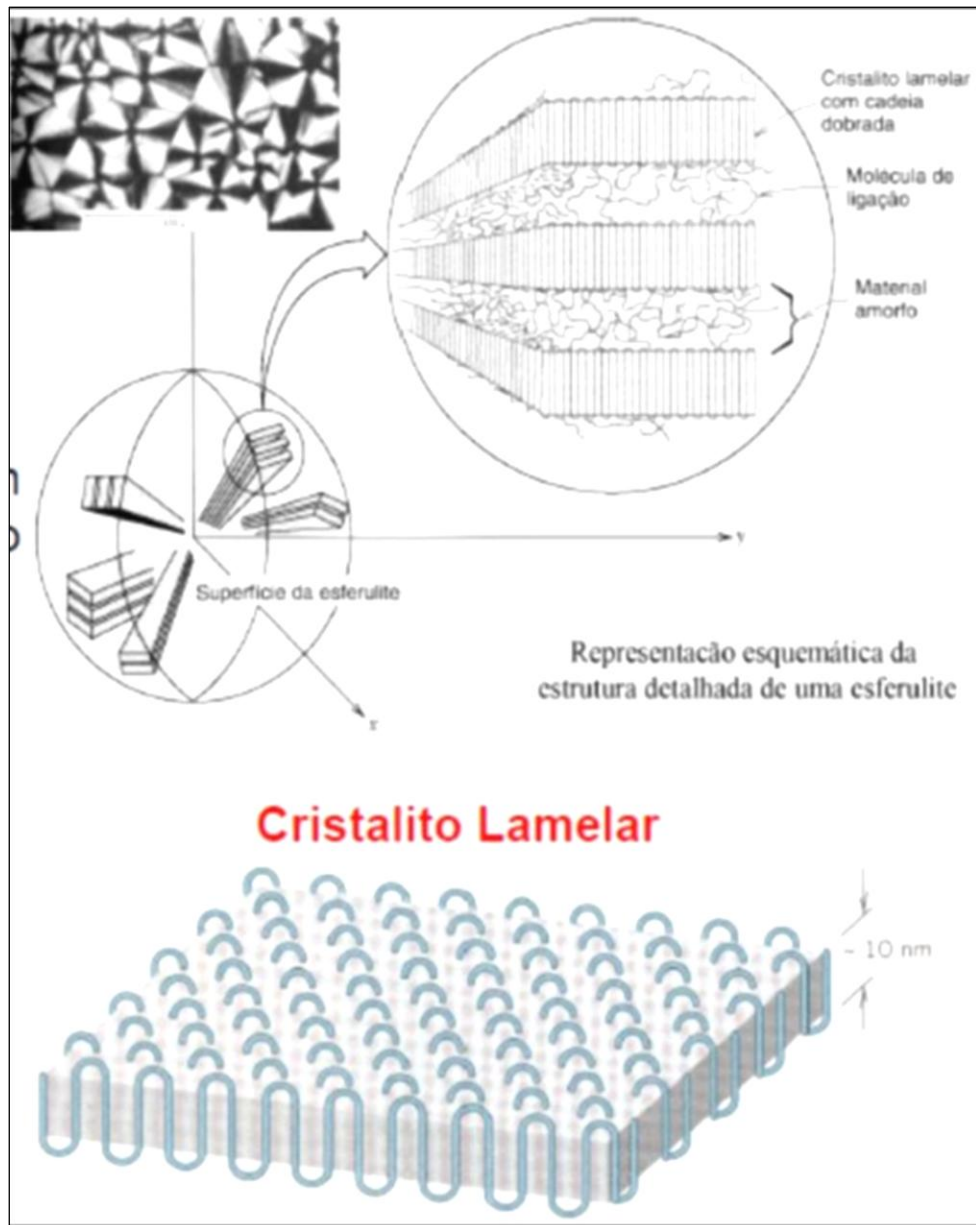 Cristalito lamelar
com cadeia
dobrada
Molécula de
ligação
Material
amorfo
y
Superfície da esferulite
x
Representacão esquemática da
estrutura detalhada de uma esferulite
Cristalito Lamelar
~ 10 nm